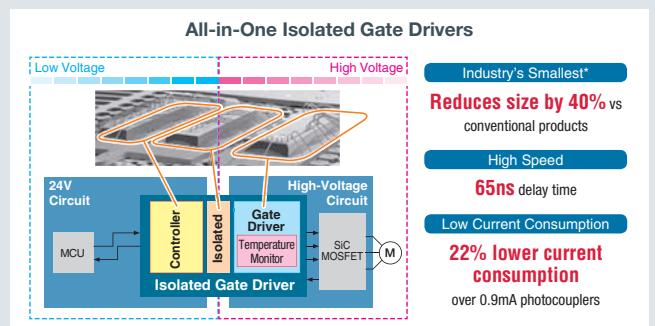 All-in-One Isolated Gate Drivers
Low Voltage
High Voltage
24V
Circuit
High-Voltage
Circuit
MCU
Controller
Isolated
Gate
Driver
Temperature
Monitor
SiC
MOSFET
M
Isolated Gate Driver
Industry's Smallest*
Reduces size by 40% vs
conventional products
High Speed
65ns delay time
Low Current Consumption
22% lower current
consumption
over 0.9mA photocouplers